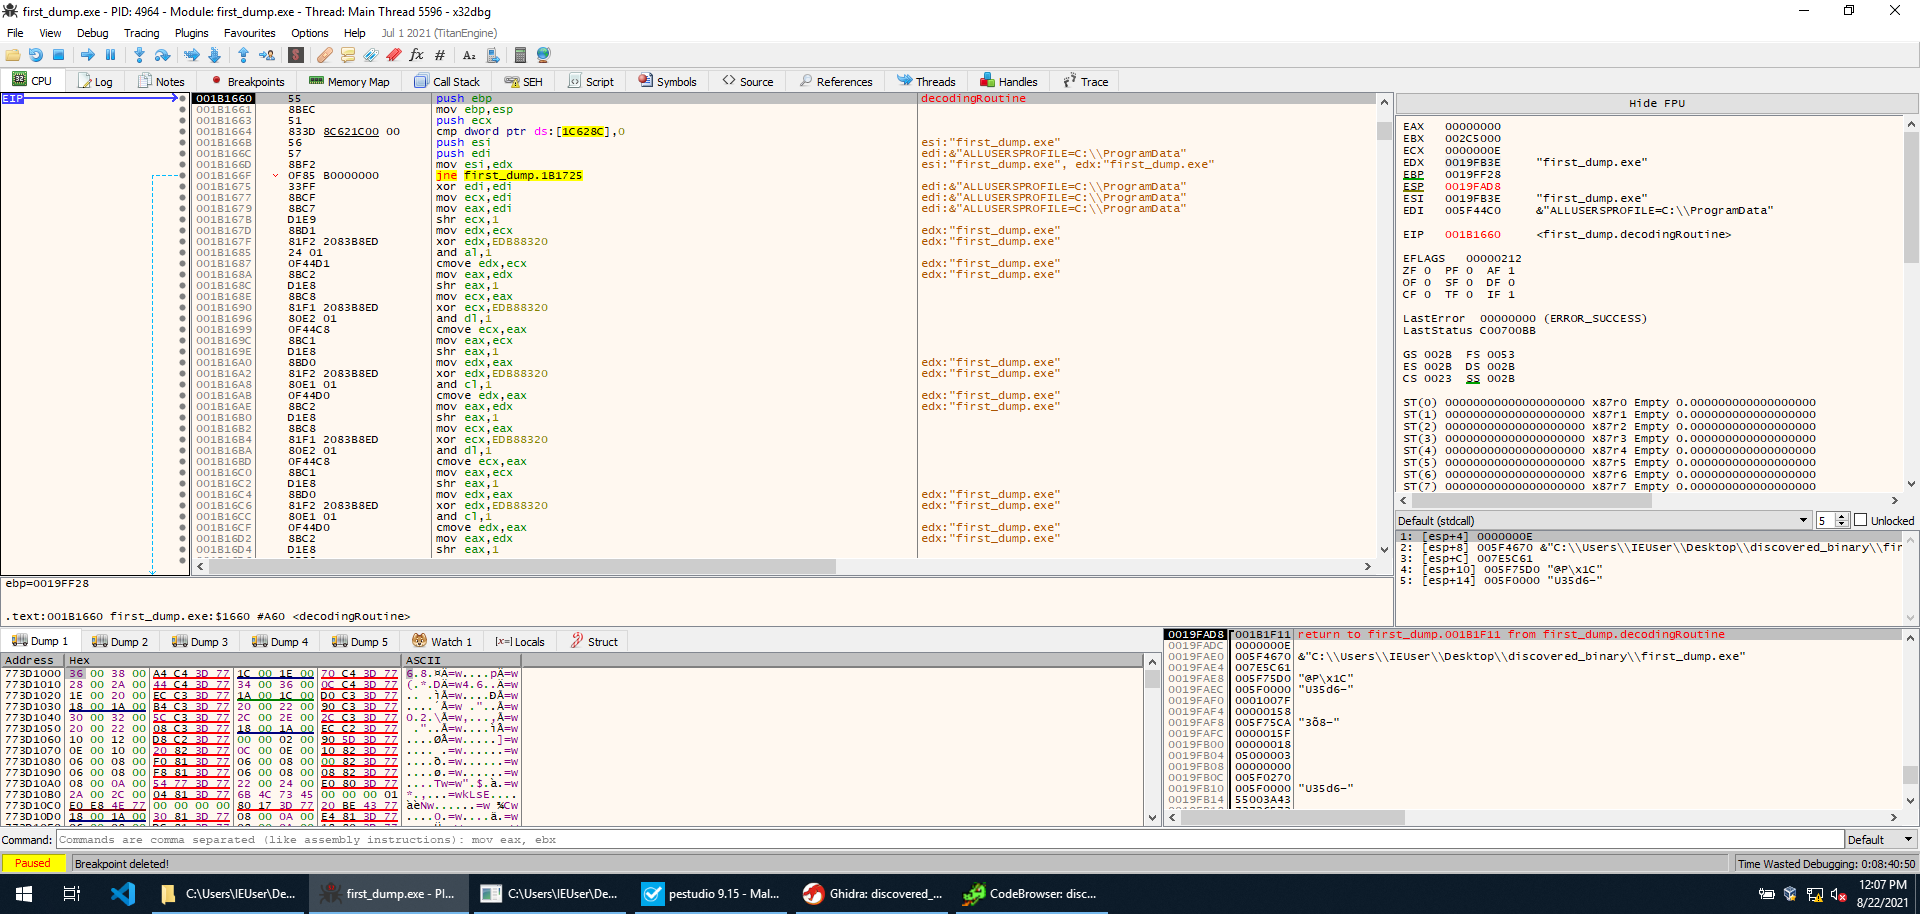 first_dump.exe - PID: 4964 - Module: first_dump.exe - Thread: Main Thread 5596 - x32dbg
File View Debug Tracing Plugins Favourites Options Help Jul 1 2021 (TitanEngine)
CPU Log Notes Breakpoints Memory Map Call Stack SEH Script Symbols Source References Threads Handles Trace
EIP
001B1660 55 push ebp decodingRoutine
001B1661 8BEC mov ebp,esp
001B1663 51 push ecx
001B1664 833D 8C621C00 00 cmp dword ptr ds:[1C628C],0
001B166B 56 push esi esi:"first_dump.exe"
001B166C 57 push edi edi:&"ALLUSERSPROFILE=C:\\ProgramData"
001B166D 8BF2 mov esi,edx esi:"first_dump.exe", edx:"first_dump.exe"
001B166F 0F85 B0000000 jne first_dump.1B1725
001B1675 33FF xor edi,edi edi:&"ALLUSERSPROFILE=C:\\ProgramData"
001B1677 8BCF mov ecx,edi edi:&"ALLUSERSPROFILE=C:\\ProgramData"
001B1679 8BC7 mov eax,edi edi:&"ALLUSERSPROFILE=C:\\ProgramData"
001B167B D1E9 shr ecx,1
001B167D 8BD1 mov edx,ecx edx:"first_dump.exe"
001B167F 81F2 2083B8ED xor edx,EDB88320 edx:"first_dump.exe"
001B1685 24 01 and al,1
001B1687 0F44D1 cmove edx,ecx edx:"first_dump.exe"
001B168A 8BC2 mov eax,edx edx:"first_dump.exe"
001B168C D1E8 shr eax,1
001B168E 8BC8 mov ecx,eax
001B1690 81F1 2083B8ED xor ecx,EDB88320
001B1696 80E2 01 and dl,1
001B1699 0F44C8 cmove ecx,eax
001B169C 8BC1 mov eax,ecx
001B169E D1E8 shr eax,1
001B16A0 8BD0 mov edx,eax edx:"first_dump.exe"
001B16A2 81F2 2083B8ED xor edx,EDB88320 edx:"first_dump.exe"
001B16A8 80E1 01 and cl,1
001B16AB 0F44D0 cmove edx,eax edx:"first_dump.exe"
001B16AE 8BC2 mov eax,edx edx:"first_dump.exe"
001B16B0 D1E8 shr eax,1
001B16B2 8BC8 mov ecx,eax
001B16B4 81F1 2083B8ED xor ecx,EDB88320
001B16BA 80E2 01 and dl,1
001B16BD 0F44C8 cmove ecx,eax
001B16C0 8BC1 mov eax,ecx
001B16C2 D1E8 shr eax,1
001B16C4 8BD0 mov edx,eax edx:"first_dump.exe"
001B16C6 81F2 2083B8ED xor edx,EDB88320 edx:"first_dump.exe"
001B16CC 80E1 01 and cl,1
001B16CF 0F44D0 cmove edx,eax edx:"first_dump.exe"
001B16D2 8BC2 mov eax,edx edx:"first_dump.exe"
001B16D4 D1E8 shr eax,1
Hide FPU
EAX 00000000
EBX 002C5000
ECX 0000000E
EDX 0019FB3E "first_dump.exe"
EBP 0019FF28
ESP 0019FAD8
ESI 0019FB3E "first_dump.exe"
EDI 005F44C0 &"ALLUSERSPROFILE=C:\\ProgramData"
EIP 001B1660 <first_dump.decodingRoutine>
EFLAGS 00000212
ZF 0 PF 0 AF 1
OF 0 SF 0 DF 0
CF 0 TF 0 IF 1
LastError 00000000 (ERROR_SUCCESS)
LastStatus C00700BB
GS 002B FS 0053
ES 002B DS 002B
CS 0023 SS 002B
ST(0) 00000000000000000000 x87r0 Empty 0.000000000000000000
ST(1) 00000000000000000000 x87r1 Empty 0.000000000000000000
ST(2) 00000000000000000000 x87r2 Empty 0.000000000000000000
ST(3) 00000000000000000000 x87r3 Empty 0.000000000000000000
ST(4) 00000000000000000000 x87r4 Empty 0.000000000000000000
ST(5) 00000000000000000000 x87r5 Empty 0.000000000000000000
ST(6) 00000000000000000000 x87r6 Empty 0.000000000000000000
ST(7) 00000000000000000000 x87r7 Empty 0.000000000000000000
Default (stdcall) 5 Unlocked
1: [esp+4] 0000000E
2: [esp+8] 005F4670 &"C:\\Users\\IEUser\\Desktop\\discovered_binary\\fir
3: [esp+C] 007E5C61
4: [esp+10] 005F75D0 "@P\x1C"
5: [esp+14] 005F0000 "U35d6~"
ebp=0019FF28
.text:001B1660 first_dump.exe:$1660 #A60 <decodingRoutine>
Dump 1 Dump 2 Dump 3 Dump 4 Dump 5 Watch 1 [x=] Locals Struct
Address Hex ASCII
773D1000 36 00 38 00 A4 C4 3D 77 1C 00 1E 00 70 C4 3D 77 6.8.¤Ä=w....pÄ=w
773D1010 28 00 2A 00 44 C4 3D 77 34 00 36 00 0C C4 3D 77 (.*.DÄ=w4.6..Ä=w
773D1020 1E 00 20 00 EC C3 3D 77 1A 00 1C 00 D0 C3 3D 77 .. .ìÃ=w....ÐÃ=w
773D1030 18 00 1A 00 B4 C3 3D 77 20 00 22 00 90 C3 3D 77 ....´Ã=w ."..Ã=w
773D1040 30 00 32 00 5C C3 3D 77 2C 00 2E 00 2C C3 3D 77 0.2.\Ã=w,...,Ã=w
773D1050 20 00 22 00 08 C3 3D 77 18 00 1A 00 EC C2 3D 77 ."..Ã=w....ìÂ=w
773D1060 10 00 12 00 D8 C2 3D 77 00 00 02 00 90 5D 3D 77 ....ØÂ=w.....]=w
773D1070 0E 00 10 00 20 82 3D 77 0C 00 0E 00 10 82 3D 77 .... .=w......=w
773D1080 06 00 08 00 F0 81 3D 77 06 00 08 00 00 82 3D 77 ....ð.=w......=w
773D1090 06 00 08 00 F8 81 3D 77 06 00 08 00 08 82 3D 77 ....ø.=w......=w
773D10A0 08 00 0A 00 54 77 3D 77 22 00 24 00 E0 80 3D 77 ....Tw=w".$.à.=w
773D10B0 2A 00 2C 00 04 81 3D 77 6B 4C 73 45 00 00 00 01 *.,...=wkLsE....
773D10C0 E0 E8 4E 77 00 00 00 00 80 17 3D 77 20 BE 43 77 àèNw......=w ¾Cw
773D10D0 18 00 1A 00 30 81 3D 77 08 00 0A 00 E4 81 3D 77 ....0.=w....ä.=w
0019FAD8 001B1F11 return to first_dump.001B1F11 from first_dump.decodingRoutine
0019FADC 0000000E
0019FAE0 005F4670 &"C:\\Users\\IEUser\\Desktop\\discovered_binary\\first_dump.exe"
0019FAE4 007E5C61
0019FAE8 005F75D0 "@P\x1C"
0019FAEC 005F0000 "U35d6~"
0019FAF0 0001007F
0019FAF4 00000158
0019FAF8 005F75CA "3õ8~"
0019FAFC 0000015F
0019FB00 00000018
0019FB04 05000003
0019FB08 00000000
0019FB0C 005F0270
0019FB10 005F0000 "U35d6~"
0019FB14 55003A43
Command: Commands are comma separated (like assembly instructions): mov eax, ebx Default
Paused Breakpoint deleted! Time Wasted Debugging: 0:08:40:50
C:\Users\IEUser\De... first_dump.exe - PI... C:\Users\IEUser\De... pestudio 9.15 - Mal... Ghidra: discovered_... CodeBrowser: disc... 12:07 PM
8/22/2021